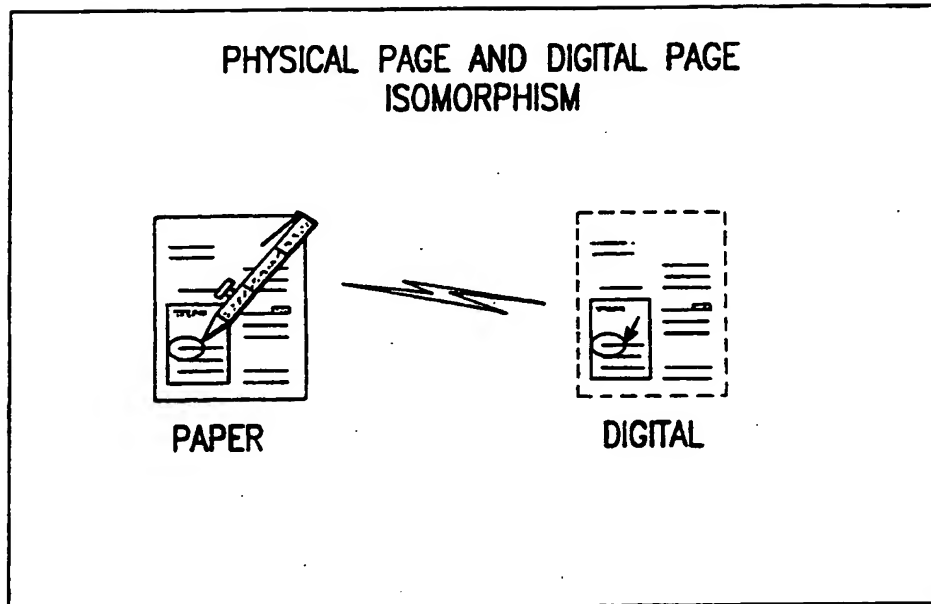 PHYSICAL PAGE AND DIGITAL PAGE
ISOMORPHISM
PAPER
DIGITAL